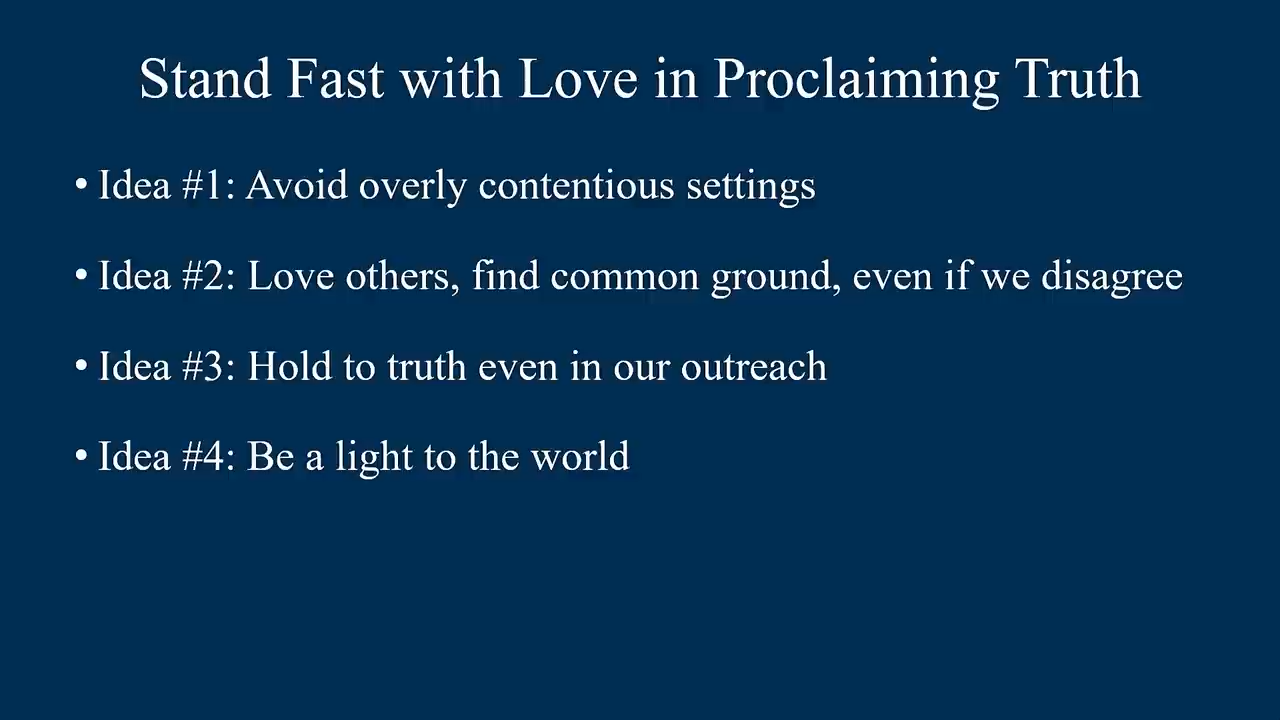 Stand Fast with Love in Proclaiming Truth
• Idea #1: Avoid overly contentious settings
• Idea #2: Love others, find common ground, even if we disagree
• Idea #3: Hold to truth even in our outreach
• Idea #4: Be a light to the world